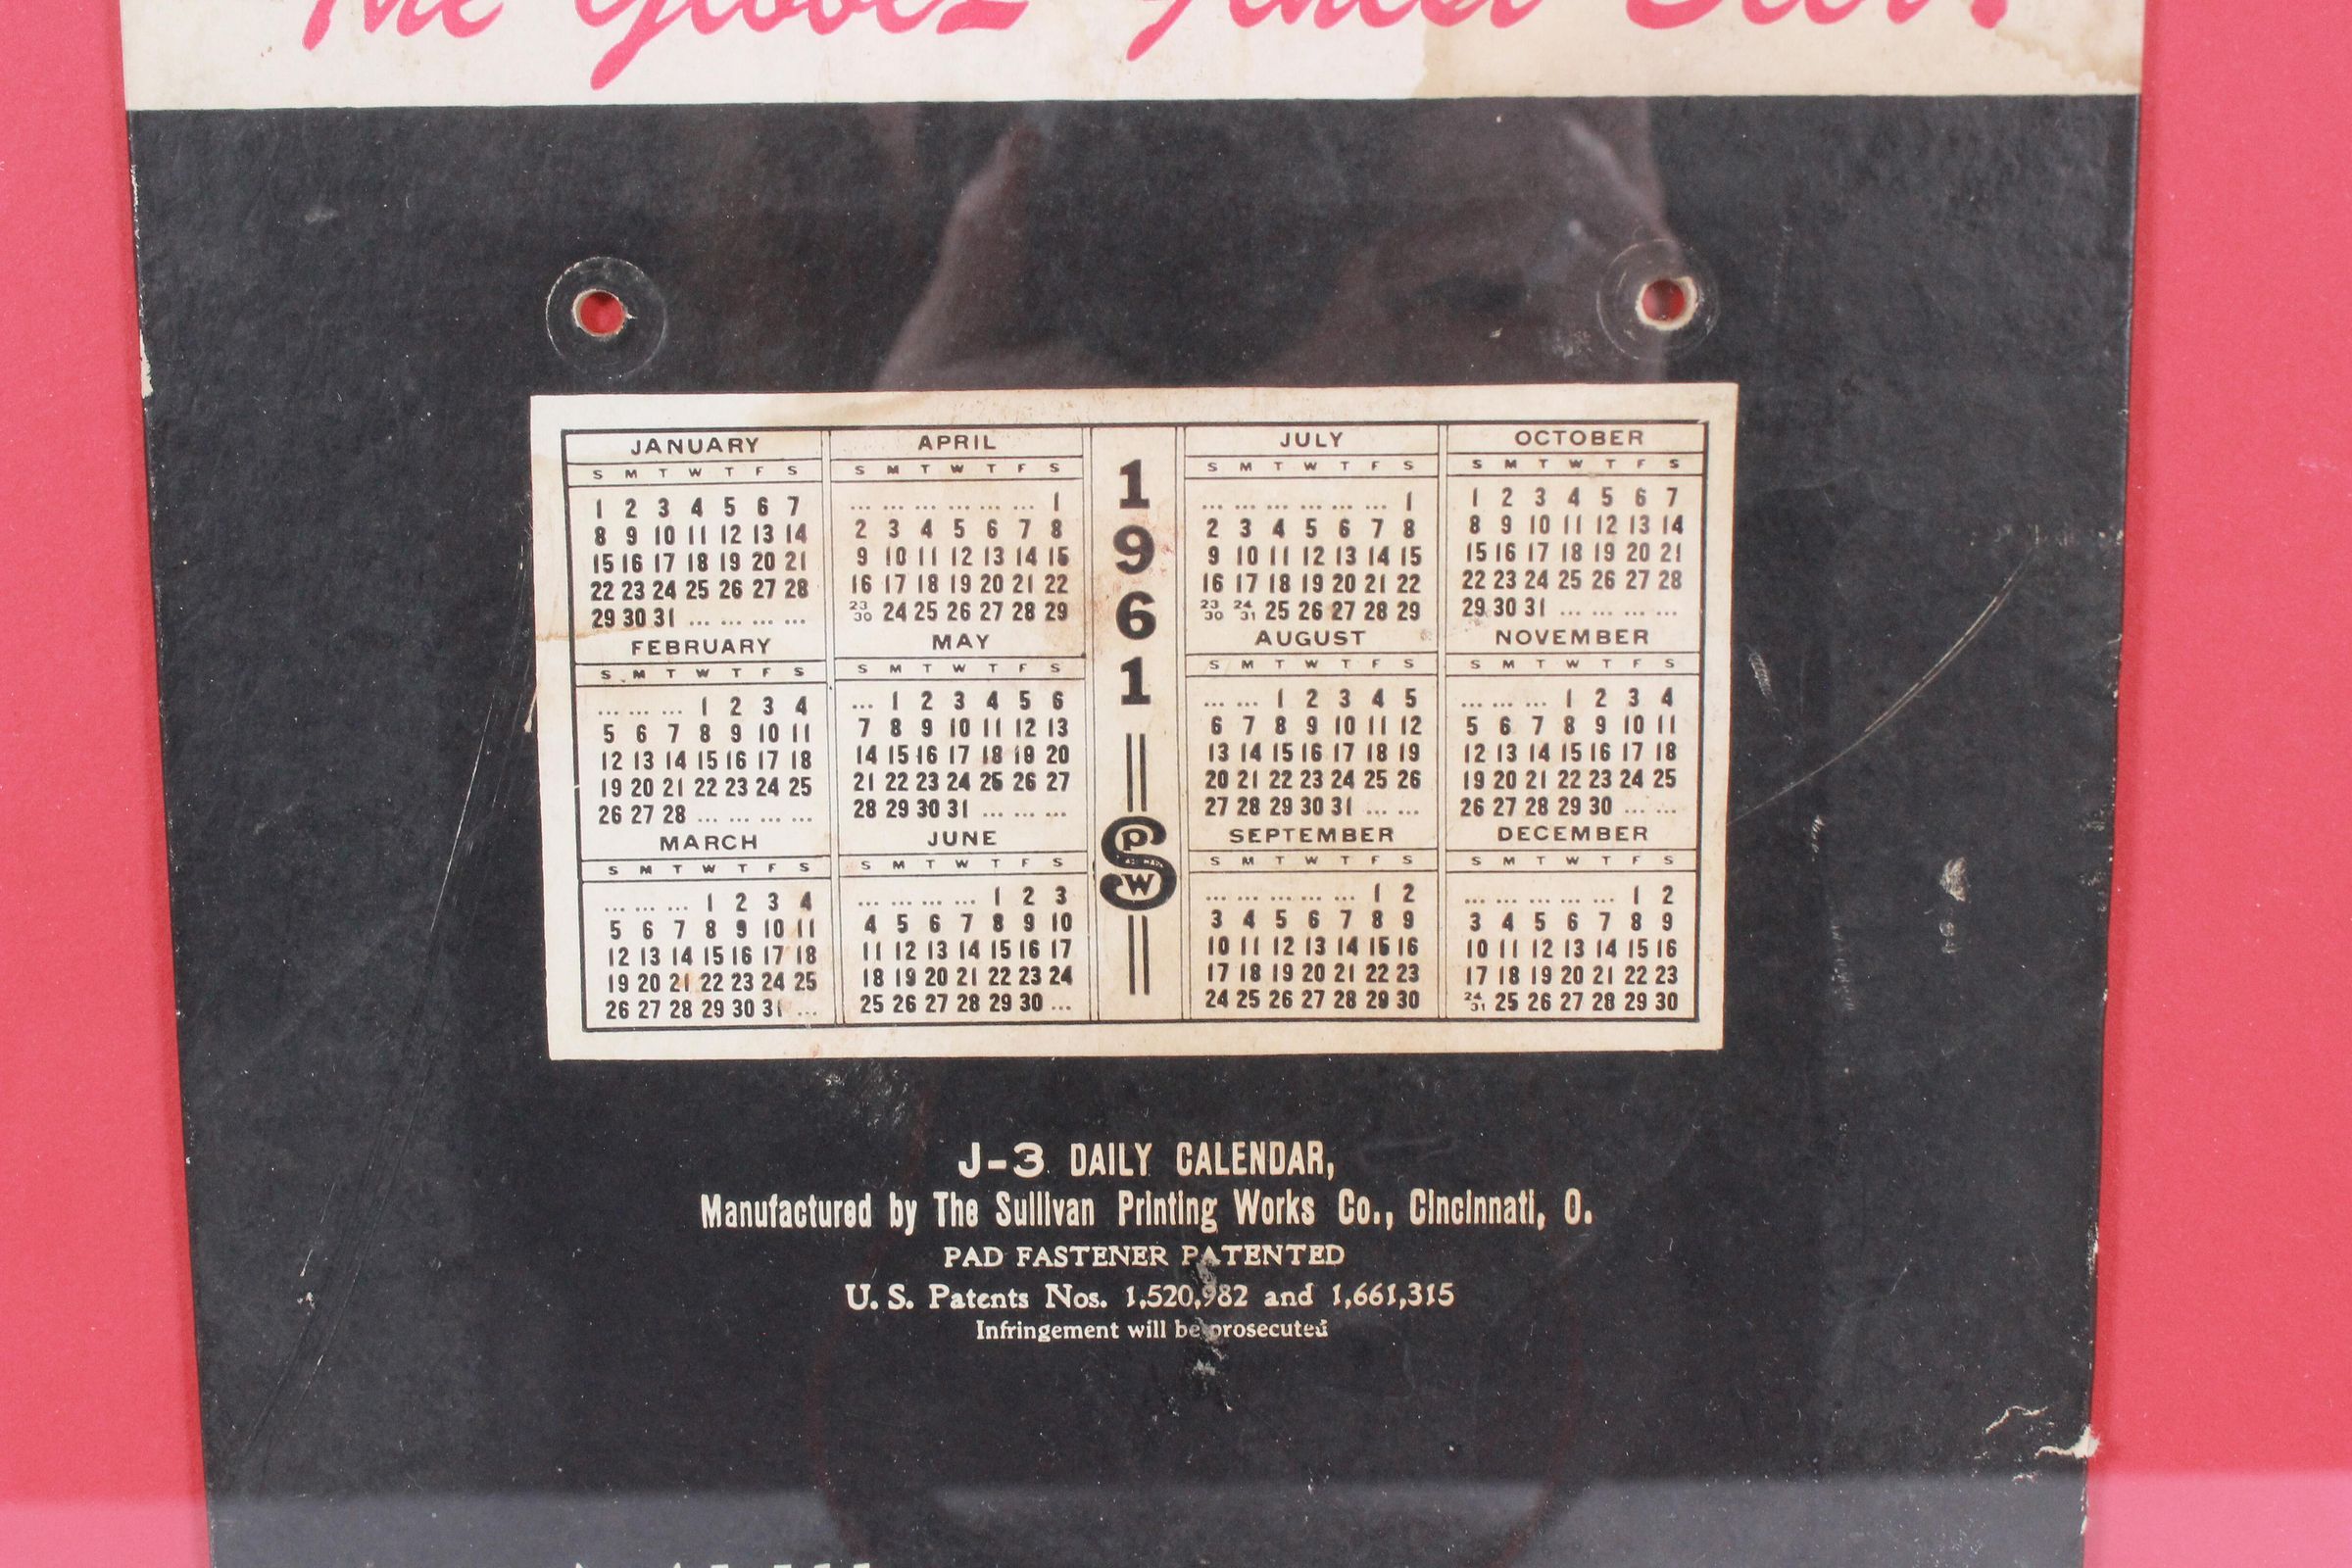 The Globe's Finest Beer!
JANUARY
S M T W T F S
1 2 3 4 5 6 7
8 9 10 11 12 13 14
15 16 17 18 19 20 21
22 23 24 25 26 27 28
29 30 31 ... ... ... ...
FEBRUARY
S M T W T F S
... ... ... 1 2 3 4
5 6 7 8 9 10 11
12 13 14 15 16 17 18
19 20 21 22 23 24 25
26 27 28 ... ... ... ...
MARCH
S M T W T F S
... ... ... 1 2 3 4
5 6 7 8 9 10 11
12 13 14 15 16 17 18
19 20 21 22 23 24 25
26 27 28 29 30 31 ...
APRIL
S M T W T F S
... ... ... ... ... ... 1
2 3 4 5 6 7 8
9 10 11 12 13 14 15
16 17 18 19 20 21 22
23/30 24 25 26 27 28 29
MAY
S M T W T F S
... 1 2 3 4 5 6
7 8 9 10 11 12 13
14 15 16 17 18 19 20
21 22 23 24 25 26 27
28 29 30 31 ... ... ...
JUNE
S M T W T F S
... ... ... ... 1 2 3
4 5 6 7 8 9 10
11 12 13 14 15 16 17
18 19 20 21 22 23 24
25 26 27 28 29 30 ...
1961
SPW
JULY
S M T W T F S
... ... ... ... ... ... 1
2 3 4 5 6 7 8
9 10 11 12 13 14 15
16 17 18 19 20 21 22
23/30 24/31 25 26 27 28 29
AUGUST
S M T W T F S
... ... 1 2 3 4 5
6 7 8 9 10 11 12
13 14 15 16 17 18 19
20 21 22 23 24 25 26
27 28 29 30 31 ... ...
SEPTEMBER
S M T W T F S
... ... ... ... ... 1 2
3 4 5 6 7 8 9
10 11 12 13 14 15 16
17 18 19 20 21 22 23
24 25 26 27 28 29 30
OCTOBER
S M T W T F S
1 2 3 4 5 6 7
8 9 10 11 12 13 14
15 16 17 18 19 20 21
22 23 24 25 26 27 28
29 30 31 ... ... ... ...
NOVEMBER
S M T W T F S
... ... ... 1 2 3 4
5 6 7 8 9 10 11
12 13 14 15 16 17 18
19 20 21 22 23 24 25
26 27 28 29 30 ... ...
DECEMBER
S M T W T F S
... ... ... ... ... 1 2
3 4 5 6 7 8 9
10 11 12 13 14 15 16
17 18 19 20 21 22 23
24/31 25 26 27 28 29 30
J-3 DAILY CALENDAR,
Manufactured by The Sullivan Printing Works Co., Cincinnati, O.
PAD FASTENER PATENTED
U. S. Patents Nos. 1,520,982 and 1,661,315
Infringement will be prosecuted